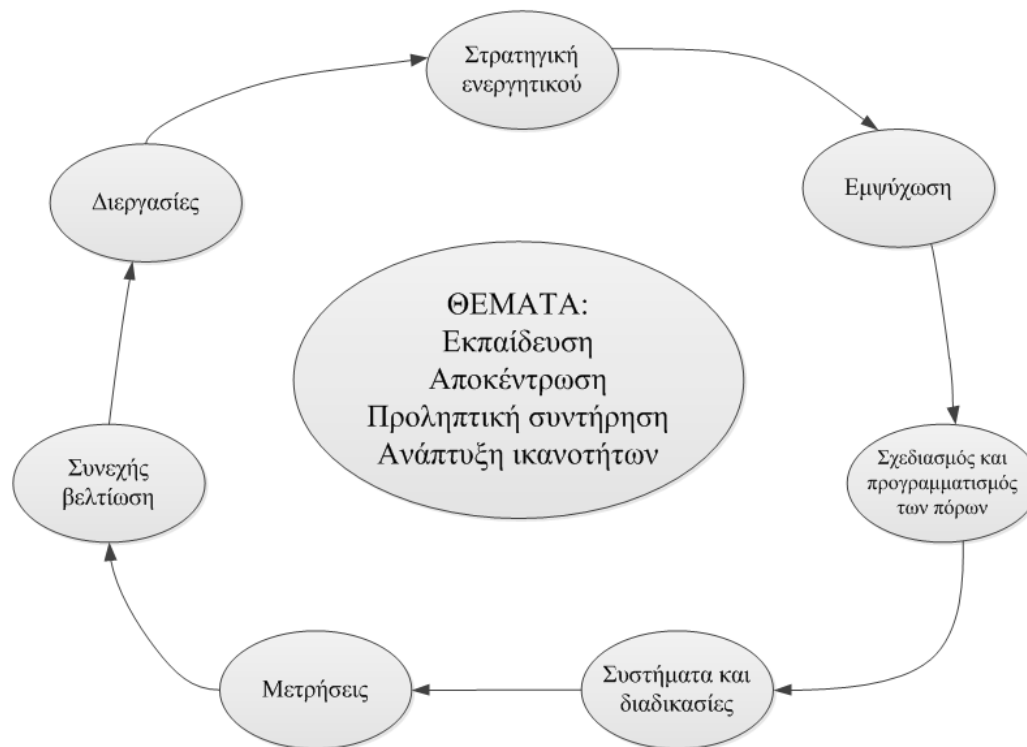 Στρατηγική
ενεργητικού
Εμψύχωση
Σχεδιασμός και
προγραμματισμός
των πόρων
Συστήματα και
διαδικασίες
Μετρήσεις
Συνεχής
βελτίωση
Διεργασίες
ΘΕΜΑΤΑ:
Εκπαίδευση
Αποκέντρωση
Προληπτική συντήρηση
Ανάπτυξη ικανοτήτων